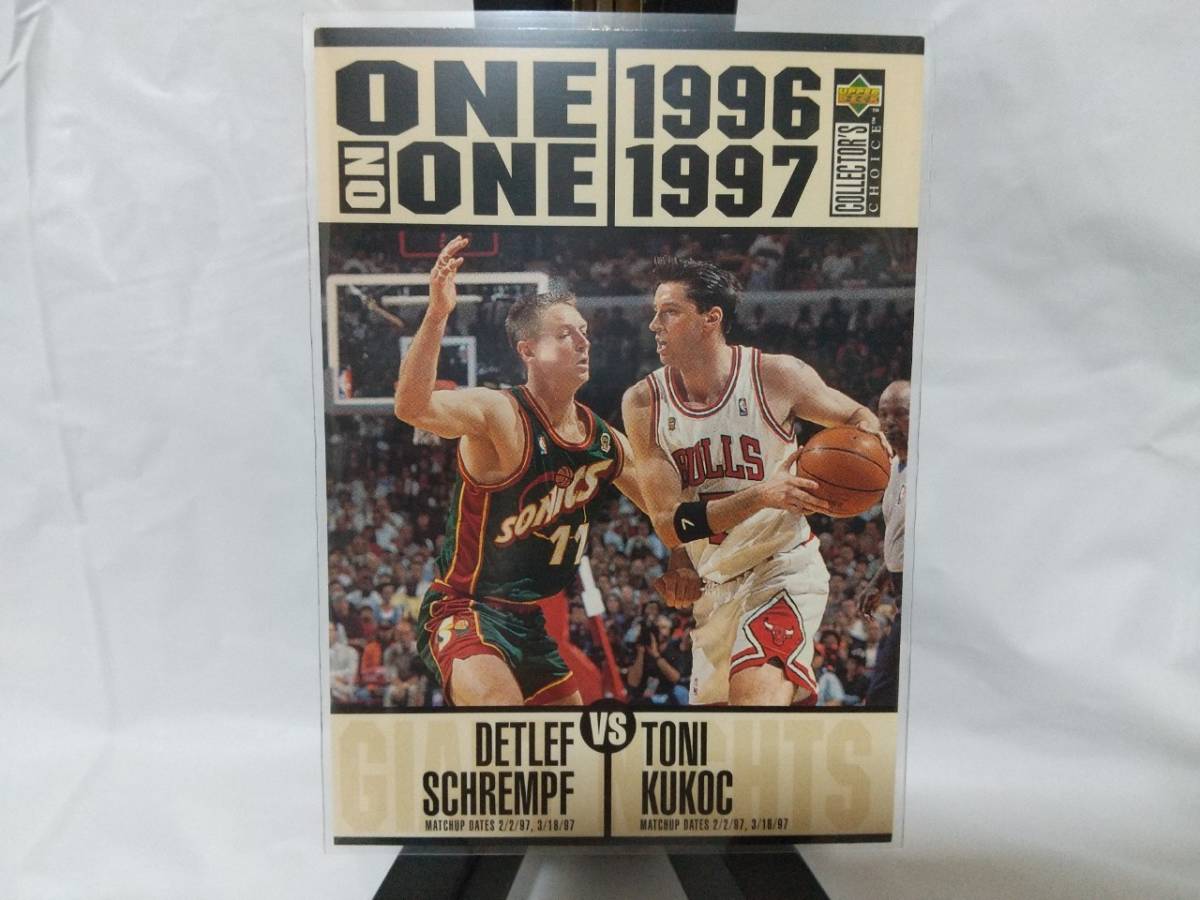 ONE
ON ONE
1996
1997
UPPER DECK
COLLECTOR'S
CHOICE™
SONICS
11
BULLS
S
DETLEF
SCHREMPF
MATCHUP DATES 2/2/97, 3/18/97
VS
TONI
KUKOC
MATCHUP DATES 2/2/97, 3/18/97